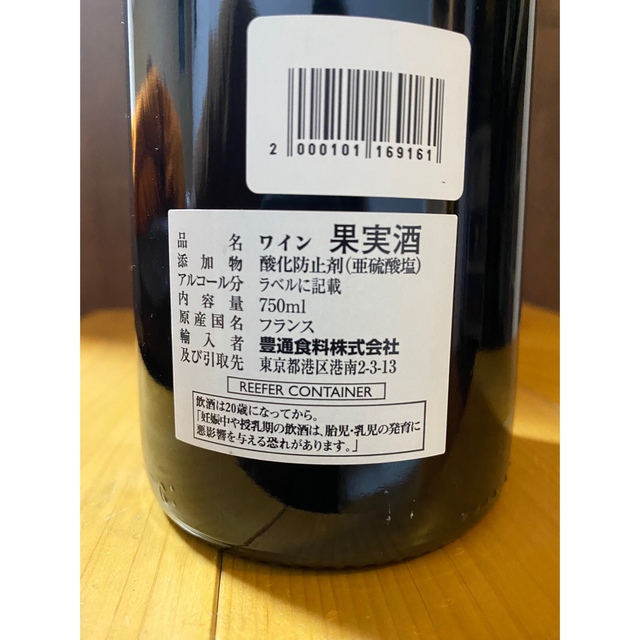 2 000101 169161
品名 ワイン 果実酒
添加物 酸化防止剤(亜硫酸塩)
アルコール分 ラベルに記載
内容量 750ml
原産国名 フランス
輸入者 豊通食料株式会社
及び引取先 東京都港区港南2-3-13
REEFER CONTAINER
飲酒は20歳になってから。
「妊娠中や授乳期の飲酒は、胎児・乳児の発育に
悪影響を与える恐れがあります。」